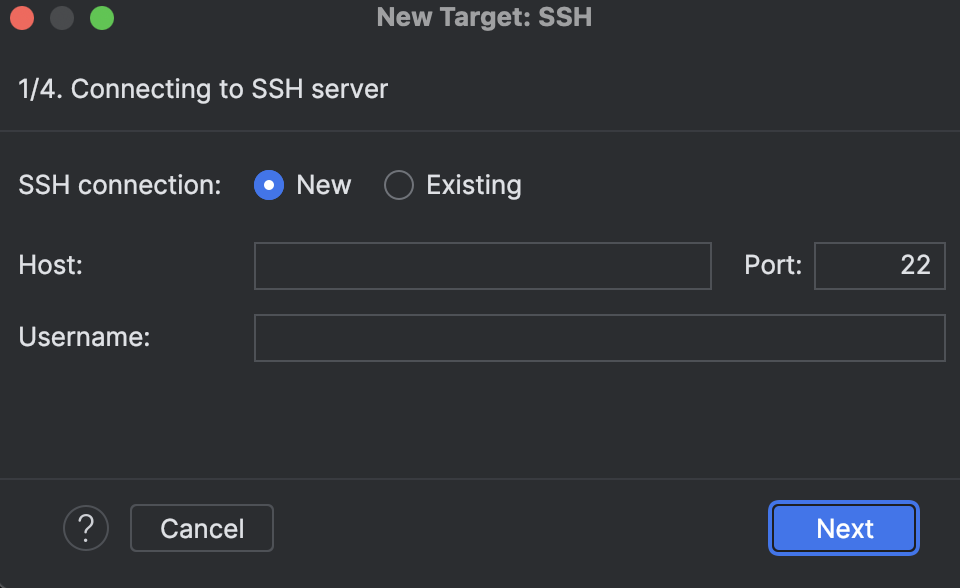 New Target: SSH
1/4. Connecting to SSH server
SSH connection: New Existing
Host: Port: 22
Username:
? Cancel Next